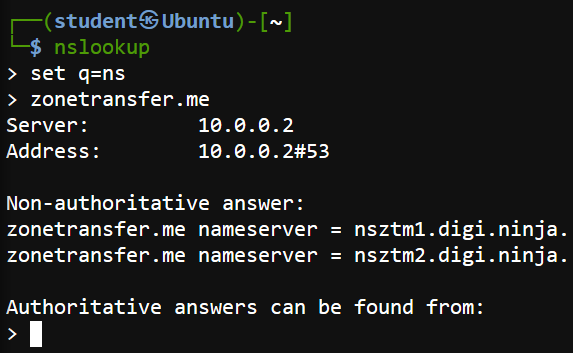 ┌──(student㉿Ubuntu)-[~]
└─$ nslookup
> set q=ns
> zonetransfer.me
Server:         10.0.0.2
Address:        10.0.0.2#53

Non-authoritative answer:
zonetransfer.me nameserver = nsztm1.digi.ninja.
zonetransfer.me nameserver = nsztm2.digi.ninja.

Authoritative answers can be found from:
>